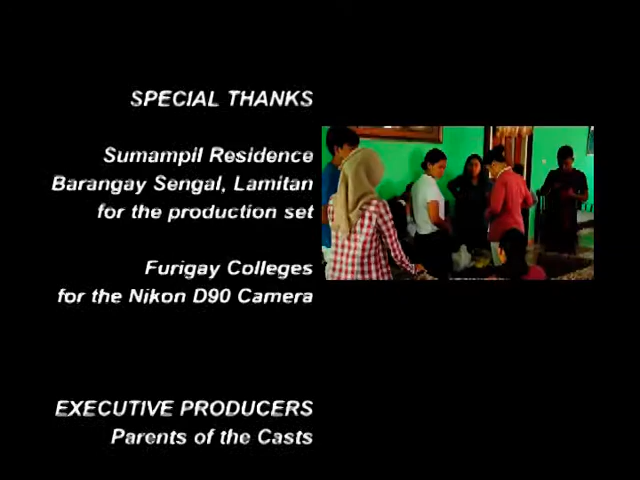 SPECIAL THANKS
Sumampil Residence
Barangay Sengal, Lamitan
for the production set
Furigay Colleges
for the Nikon D90 Camera
EXECUTIVE PRODUCERS
Parents of the Casts